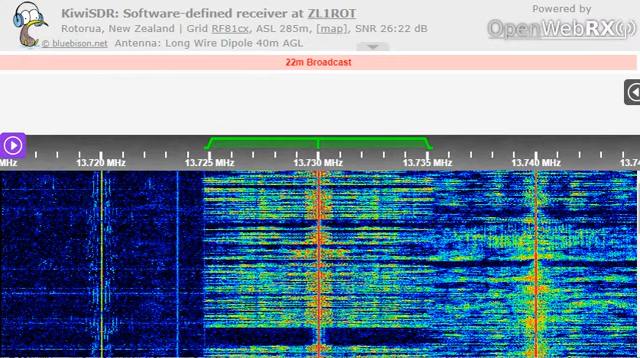 KiwiSDR: Software-defined receiver at ZL1ROT
Powered by
Rotorua, New Zealand | Grid RF81cx, ASL 285m, [map], SNR 26:22 dB
OpenWebRX
© bluebison.net Antenna: Long Wire Dipole 40m AGL
22m Broadcast
MHz 13.720 MHz 13.725 MHz 13.730 MHz 13.735 MHz 13.740 MHz 13.74